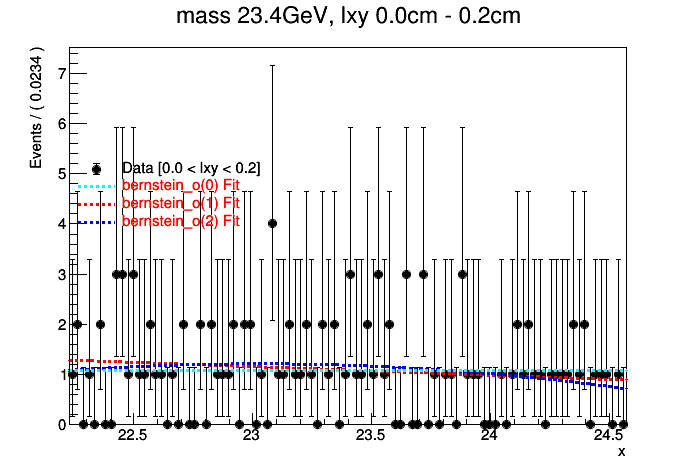 mass 23.4GeV, lxy 0.0cm - 0.2cm
Events / ( 0.0234 )
7
6
5
4
3
2
1
0
Data [0.0 < lxy < 0.2]
bernstein_o(0) Fit
bernstein_o(1) Fit
bernstein_o(2) Fit
22.5 23 23.5 24 24.5
x